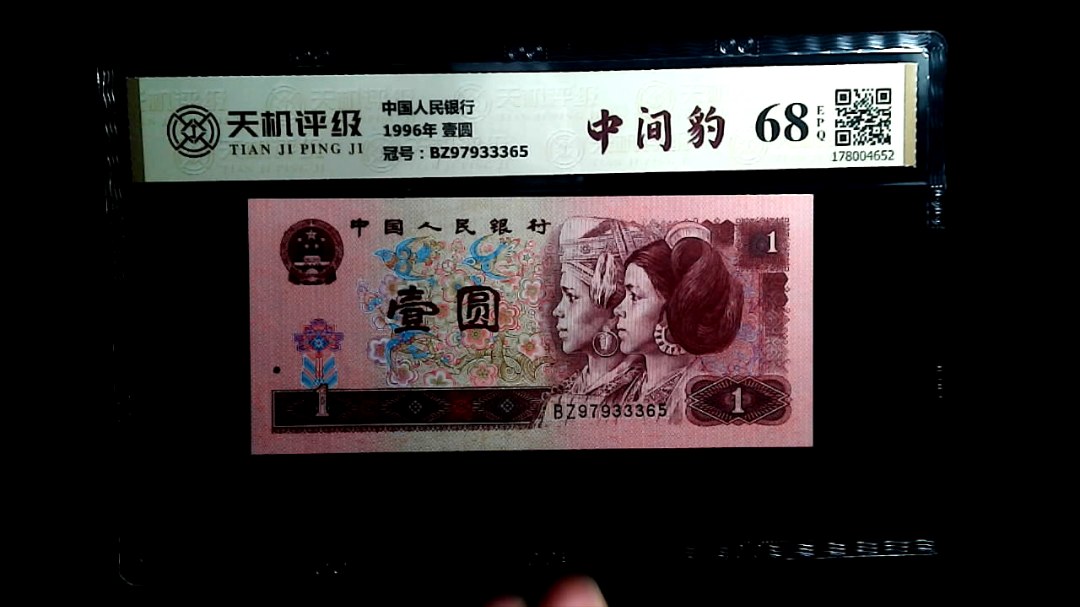 天机评级
TIAN JI PING JI
中国人民银行
1996年 壹圆
冠号：BZ97933365
中间豹
68
EPQ
178004652
中国人民银行
壹圆
1
1
BZ97933365
1